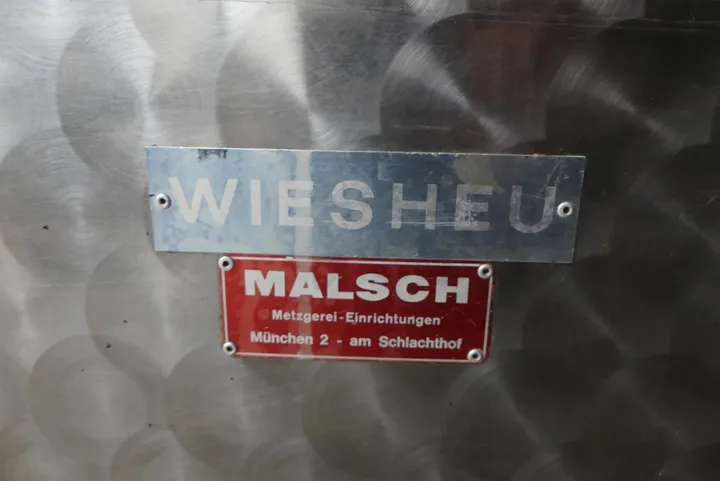 WIESHEU
MALSCH
Metzgerei-Einrichtungen
München 2 - am Schlachthof